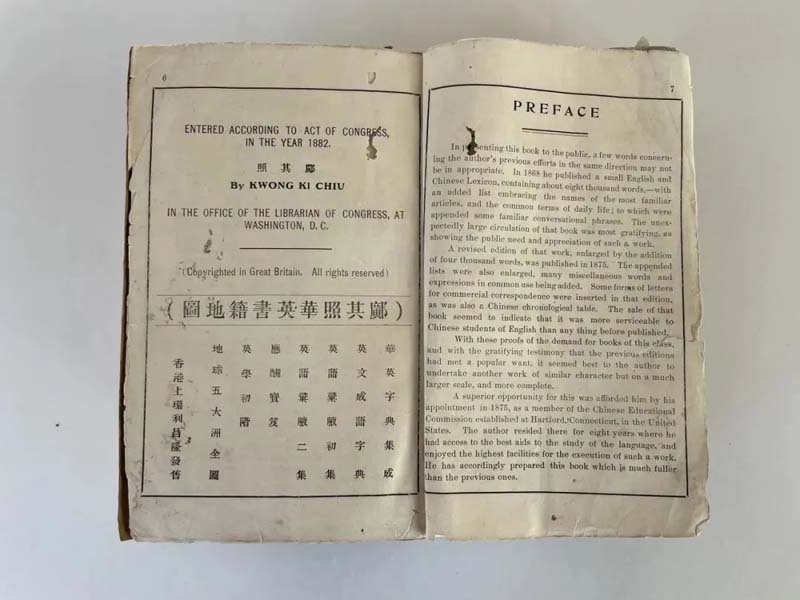 6
ENTERED ACCORDING TO ACT OF CONGRESS,
IN THE YEAR 1882.
鄺其照
By KWONG KI CHIU
IN THE OFFICE OF THE LIBRARIAN OF CONGRESS, AT
WASHINGTON, D. C.
(Copyrighted in Great Britain. All rights reserved)
(鄺其照華英書籍地圖)
華英字典集成
英文成語字典
英語彙腋初集
英語彙腋二集
應酬寶笈
英學初階
地球五大洲全圖
香港上環利昌隆發售
7
PREFACE
In presenting this book to the public, a few words concern-
ing the author's previous efforts in the same direction may not
be in appropriate. In 1868 he published a small English and
Chinese Lexicon, containing about eight thousand words,—with
an added list embracing the names of the most familiar
articles, and the common terms of daily life; to which were
appended some familiar conversational phrases. The unex-
pectedly large circulation of that book was most gratifying, as
showing the public need and appreciation of such a work.
A revised edition of that work, enlarged by the addition
of four thousand words, was published in 1875. The appended
lists were also enlarged, many miscellaneous words and
expressions in common use being added. Some forms of letters
for commercial correspondence were inserted in that edition,
as was also a Chinese chronological table. The sale of that
book seemed to indicate that it was more serviceable to
Chinese students of English than any thing before published.
With these proofs of the demand for books of this class,
and with the gratifying testimony that the previous editions
had met a popular want, it seemed best to the author to
undertake another work of similar character but on a much
larger scale, and more complete.
A superior opportunity for this was afforded him by his
appointment in 1875, as a member of the Chinese Educational
Commission established at Hartford, Connecticut, in the United
States. The author resided there for eight years where he
had access to the best aids to the study of the language, and
enjoyed the highest facilities for the execution of such a work.
He has accordingly prepared this book which is much fuller
than the previous ones.